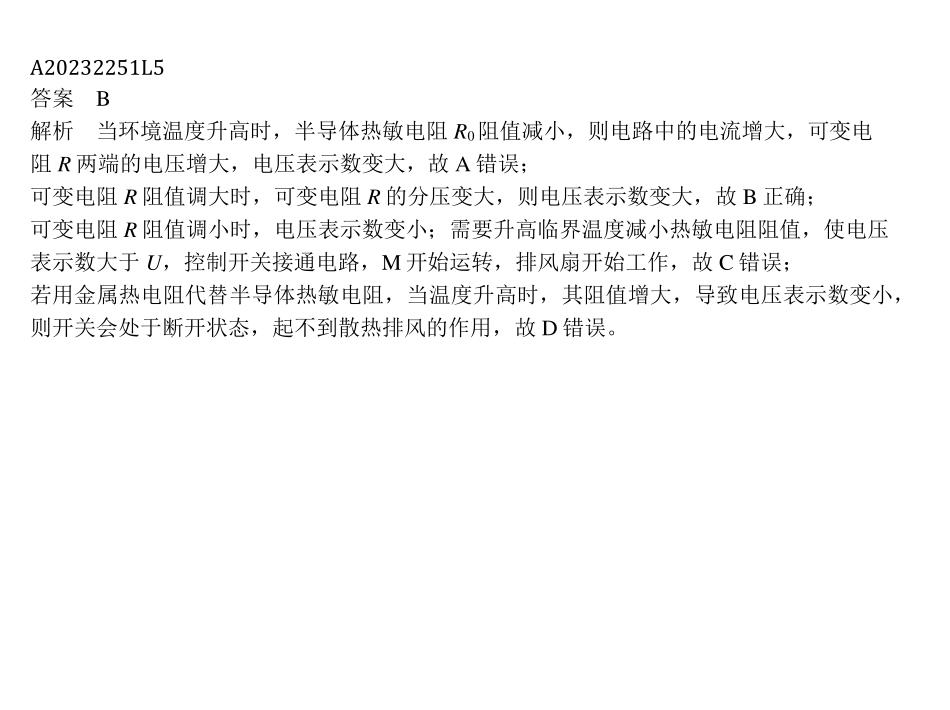 A20232251L5
答案 B
解析 当环境温度升高时，半导体热敏电阻 R₀阻值减小，则电路中的电流增大，可变电
阻 R 两端的电压增大，电压表示数变大，故 A 错误；
可变电阻 R 阻值调大时，可变电阻 R 的分压变大，则电压表示数变大，故 B 正确；
可变电阻 R 阻值调小时，电压表示数变小；需要升高临界温度减小热敏电阻阻值，使电压
表示数大于 U，控制开关接通电路，M 开始运转，排风扇开始工作，故 C 错误；
若用金属热电阻代替半导体热敏电阻，当温度升高时，其阻值增大，导致电压表示数变小，
则开关会处于断开状态，起不到散热排风的作用，故 D 错误。